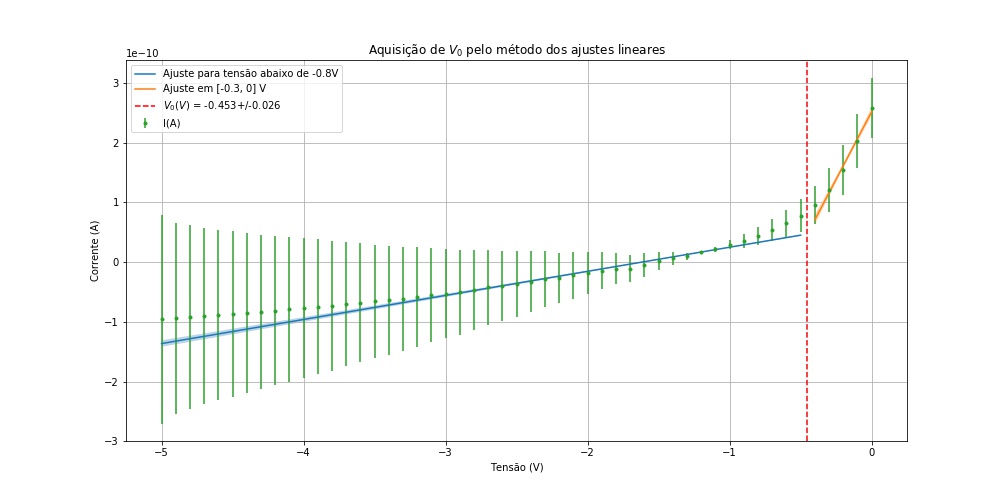 Aquisição de V₀ pelo método dos ajustes lineares
1e−10
Ajuste para tensão abaixo de -0.8V
Ajuste em [-0.3, 0] V
V₀(V) = -0.453+/-0.026
I(A)
3
2
1
0
−1
−2
−3
Corrente (A)
−5 −4 −3 −2 −1 0
Tensão (V)